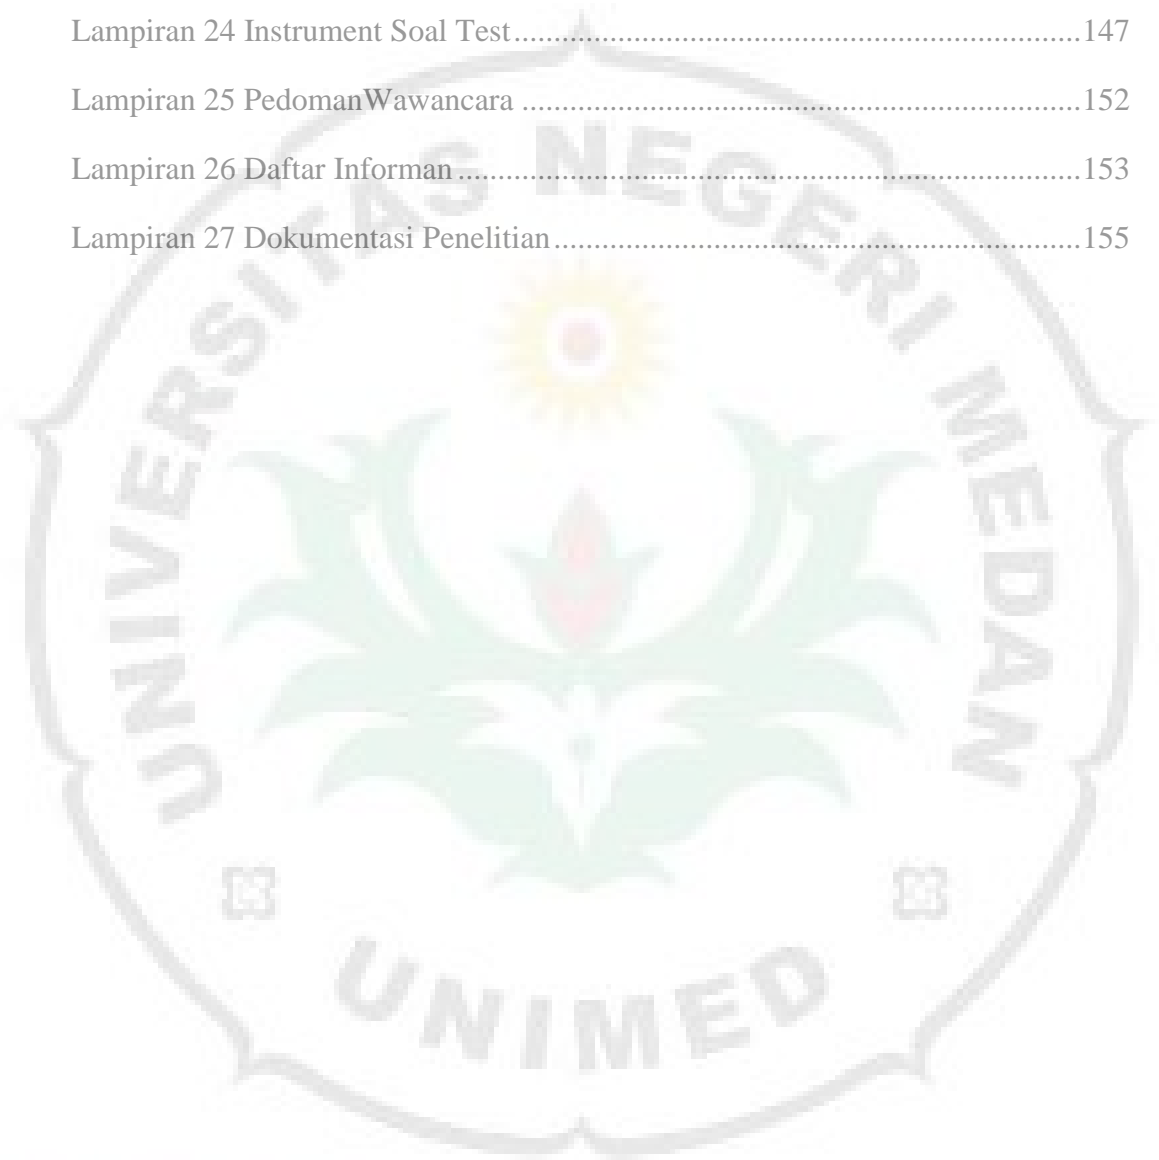 Lampiran 24 Instrument Soal Test......................................................................147
Lampiran 25 PedomanWawancara .....................................................................152
Lampiran 26 Daftar Informan.............................................................................153
Lampiran 27 Dokumentasi Penelitian.................................................................155
UNIVERSITAS NEGERI MEDAN
UNIMED